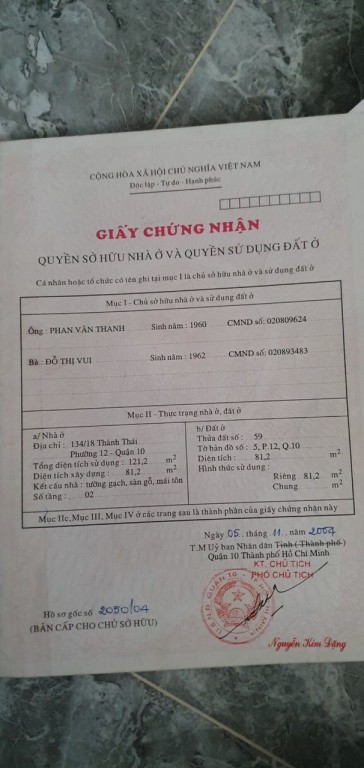 CỘNG HÒA XÃ HỘI CHỦ NGHĨA VIỆT NAM
Độc lập - Tự do - Hạnh phúc
GIẤY CHỨNG NHẬN
QUYỀN SỞ HỮU NHÀ Ở VÀ QUYỀN SỬ DỤNG ĐẤT Ở
Cá nhân hoặc tổ chức có tên ghi tại mục I là chủ sở hữu nhà ở và sử dụng đất ở
Mục I - Chủ sở hữu nhà ở và sử dụng đất ở
Ông : PHAN VĂN THANH Sinh năm : 1960 CMND số: 020809624
Bà : ĐỖ THỊ VUI Sinh năm : 1962 CMND số: 020893483
Mục II - Thực trạng nhà ở, đất ở
a/ Nhà ở
Địa chỉ : 134/18 Thành Thái
Phường 12 - Quận 10
Tổng diện tích sử dụng : 121,2 m²
Diện tích xây dựng : 81,2 m²
Kết cấu nhà : tường gạch, sàn gỗ, mái tôn
Số tầng : 02
b/ Đất ở
Thửa đất số : 59
Tờ bản đồ số : 5, P.12, Q.10
Diện tích : 81,2 m²
Hình thức sử dụng :
Riêng 81,2 m²
Chung m²
Mục IIc, Mục III, Mục IV ở các trang sau là thành phần của giấy chứng nhận này
Ngày 05 tháng 11 năm 2004
T.M Uỷ ban Nhân dân Tỉnh ( Thành phố )
Quận 10 Thành phố Hồ Chí Minh
KT. CHỦ TỊCH
PHÓ CHỦ TỊCH
U.B.N.D QUẬN 10
Hồ sơ gốc số 2050/04
(BẢN CẤP CHO CHỦ SỞ HỮU)
Nguyễn Kim Đặng